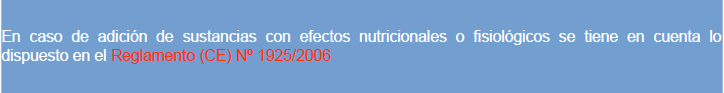 En caso de adición de sustancias con efectos nutricionales o fisiológicos se tiene en cuenta lo
dispuesto en el Reglamento (CE) Nº 1925/2006